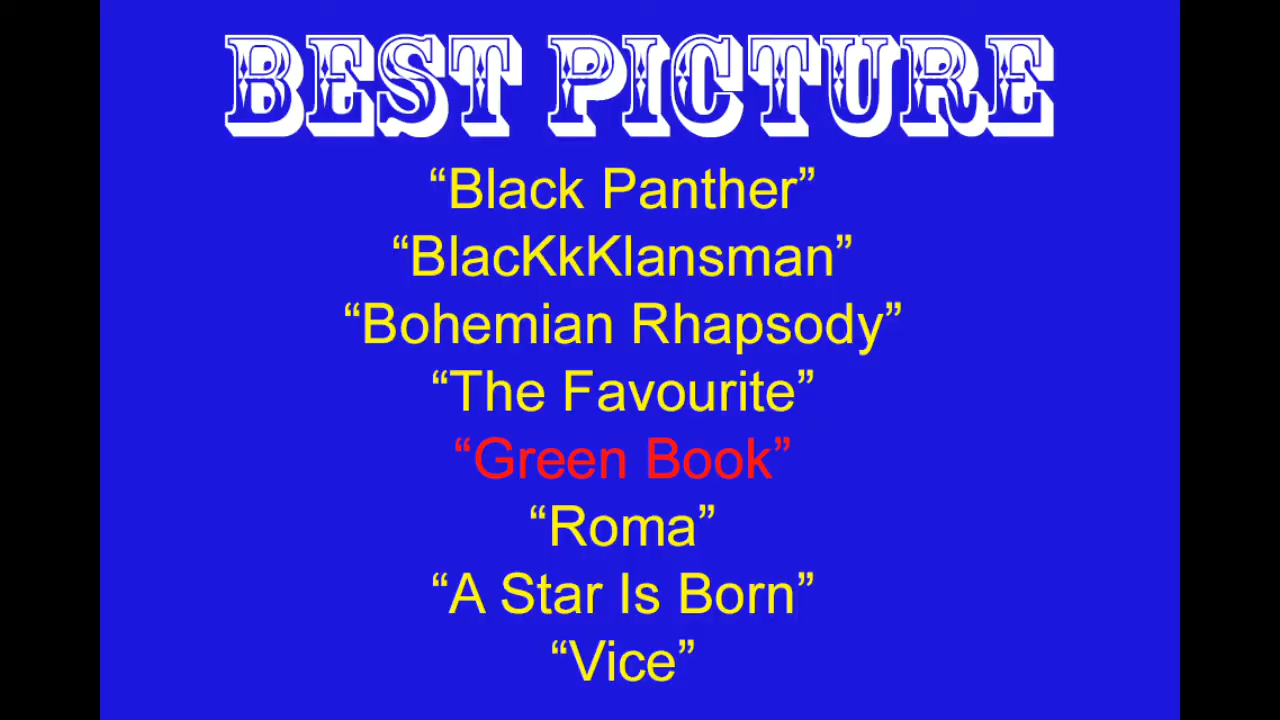 BEST PICTURE
“Black Panther”
“BlacKkKlansman”
“Bohemian Rhapsody”
“The Favourite”
“Green Book”
“Roma”
“A Star Is Born”
“Vice”